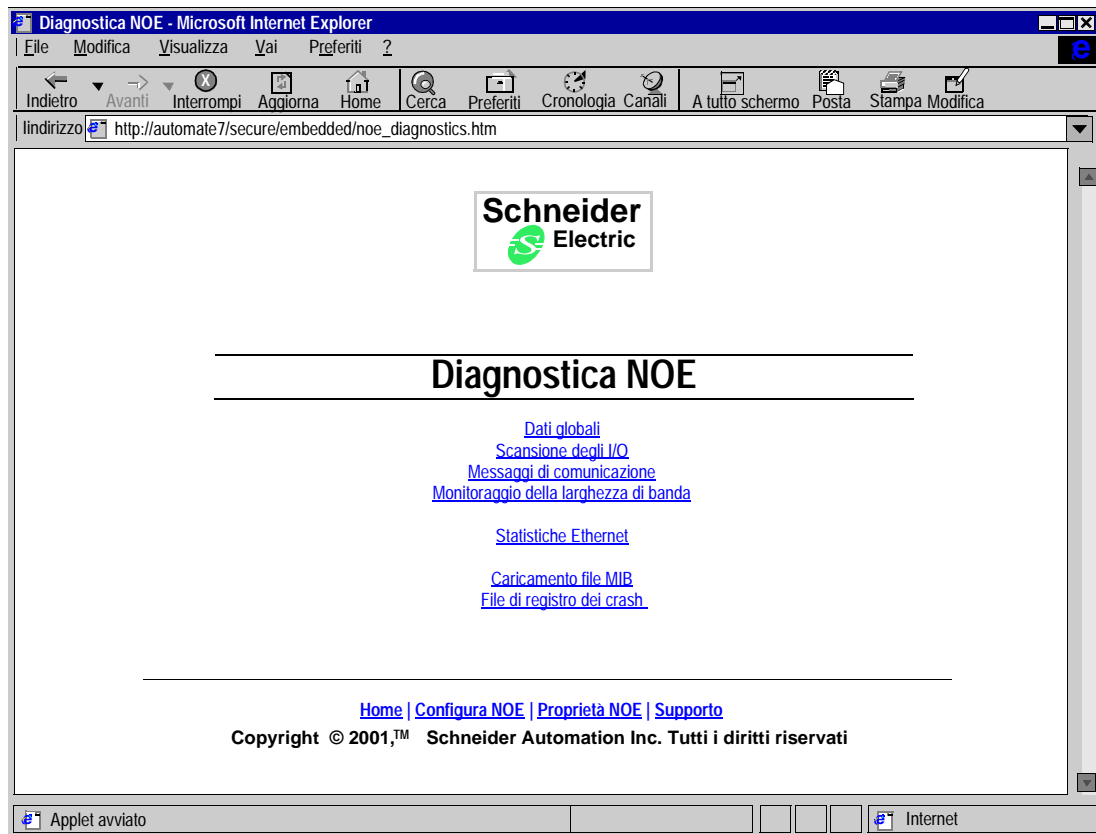 Diagnostica NOE - Microsoft Internet Explorer
File Modifica Visualizza Vai Preferiti ?
Indietro Avanti Interrompi Aggiorna Home Cerca Preferiti Cronologia Canali A tutto schermo Posta Stampa Modifica
Iindirizzo http://automate7/secure/embedded/noe_diagnostics.htm
Schneider
Electric
Diagnostica NOE
Dati globali
Scansione degli I/O
Messaggi di comunicazione
Monitoraggio della larghezza di banda
Statistiche Ethernet
Caricamento file MIB
File di registro dei crash
Home | Configura NOE | Proprietà NOE | Supporto
Copyright © 2001,™ Schneider Automation Inc. Tutti i diritti riservati
Applet avviato Internet